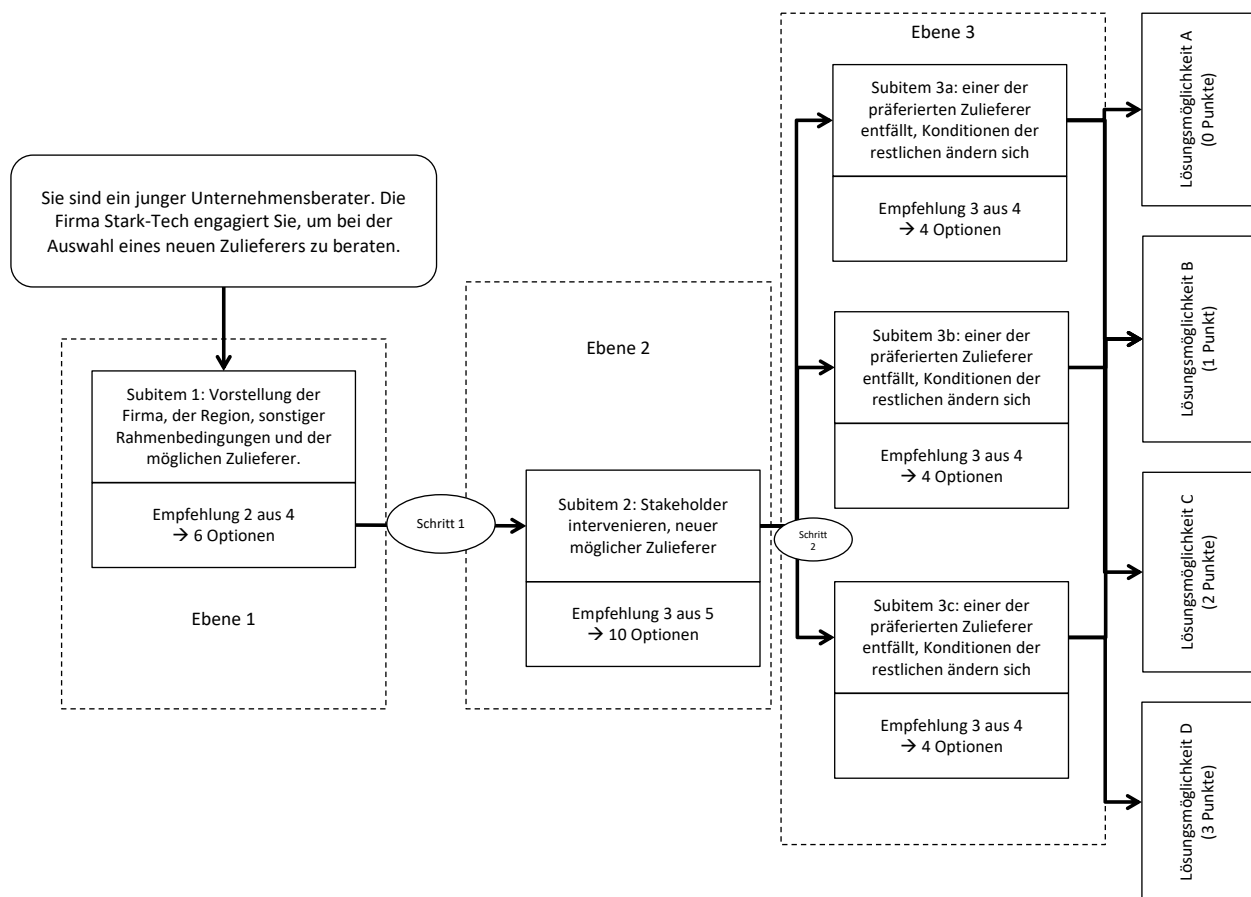 Sie sind ein junger Unternehmensberater. Die
Firma Stark-Tech engagiert Sie, um bei der
Auswahl eines neuen Zulieferers zu beraten.
Subitem 1: Vorstellung der
Firma, der Region, sonstiger
Rahmenbedingungen und der
möglichen Zulieferer.
Empfehlung 2 aus 4
→ 6 Optionen
Ebene 1
Schritt 1
Ebene 2
Subitem 2: Stakeholder
intervenieren, neuer
möglicher Zulieferer
Empfehlung 3 aus 5
→ 10 Optionen
Schritt
2
Ebene 3
Subitem 3a: einer der
präferierten Zulieferer
entfällt, Konditionen der
restlichen ändern sich
Empfehlung 3 aus 4
→ 4 Optionen
Subitem 3b: einer der
präferierten Zulieferer
entfällt, Konditionen der
restlichen ändern sich
Empfehlung 3 aus 4
→ 4 Optionen
Subitem 3c: einer der
präferierten Zulieferer
entfällt, Konditionen der
restlichen ändern sich
Empfehlung 3 aus 4
→ 4 Optionen
Lösungsmöglichkeit A
(0 Punkte)
Lösungsmöglichkeit B
(1 Punkt)
Lösungsmöglichkeit C
(2 Punkte)
Lösungsmöglichkeit D
(3 Punkte)